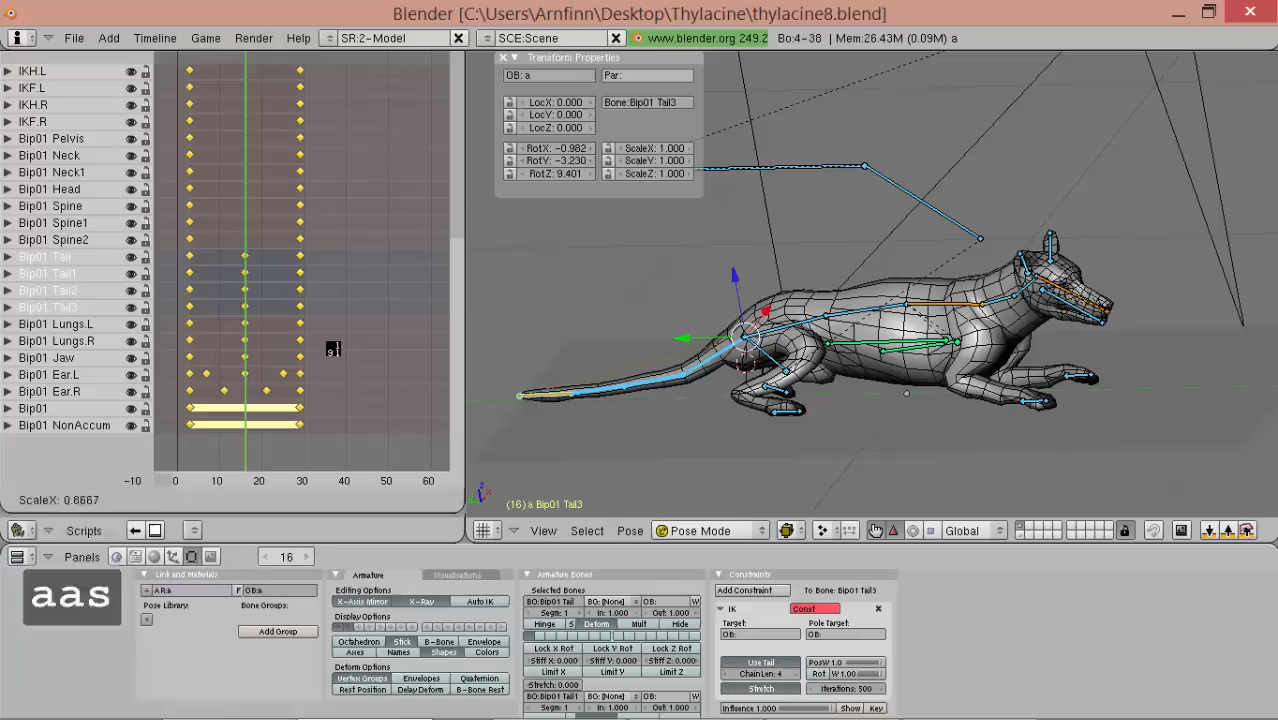 Blender [C:\Users\Arnfinn\Desktop\Thylacine\thylacine8.blend]
File Add Timeline Game Render Help SR:2-Model SCE:Scene www.blender.org 249.2 Bo:4-38 | Mem:26.43M (0.09M) a
IKH.L
IKF.L
IKH.R
IKF.R
Bip01 Pelvis
Bip01 Neck
Bip01 Neck1
Bip01 Head
Bip01 Spine
Bip01 Spine1
Bip01 Spine2
Bip01 Tail
Bip01 Tail1
Bip01 Tail2
Bip01 Tail3
Bip01 Lungs.L
Bip01 Lungs.R
Bip01 Jaw
Bip01 Ear.L
Bip01 Ear.R
Bip01
Bip01 NonAccum
-10 0 10 20 30 40 50 60
ScaleX: 0.8667
Scripts
Transform Properties
OB: a Par:
LocX: 0.000 Bone:Bip01 Tail3
LocY: 0.000
LocZ: 0.000
RotX: -0.982 ScaleX: 1.000
RotY: -3.230 ScaleY: 1.000
RotZ: 9.401 ScaleZ: 1.000
(16) a Bip01 Tail3
View Select Pose Pose Mode Global
Panels 16
aas
Link and Materials
AR:a F OB:a
Pose Library: Bone Groups:
Add Group
Armature Visualisations
Editing Options
X-Axis Mirror X-Ray Auto IK
Display Options
Octahedron Stick B-Bone Envelope
Axes Names Shapes Colors
Deform Options
Vertex Groups Envelopes Quaternion
Rest Position Delay Deform B-Bone Rest
Armature Bones
Selected Bones
BO:Bip01 Tail BG: [None] OB: W
Segm: 1 In: 1.000 Out: 1.000
Hinge S Deform Mult Hide
Lock X Rot Lock Y Rot Lock Z Rot
Stiff X: 0.000 Stiff Y: 0.000 Stiff Z: 0.000
Limit X Limit Y Limit Z
Stretch: 0.000
BO:Bip01 Tail1 BG: [None] OB: W
Segm: 1 In: 1.000 Out: 1.000
Constraints
Add Constraint To Bone: Bip01 Tail3
IK Const
Target: Pole Target:
OB: OB:
Use Tail PosW 1.0
ChainLen: 4 Rot W 1.00
Stretch Iterations: 500
Influence 1.000 Show Key